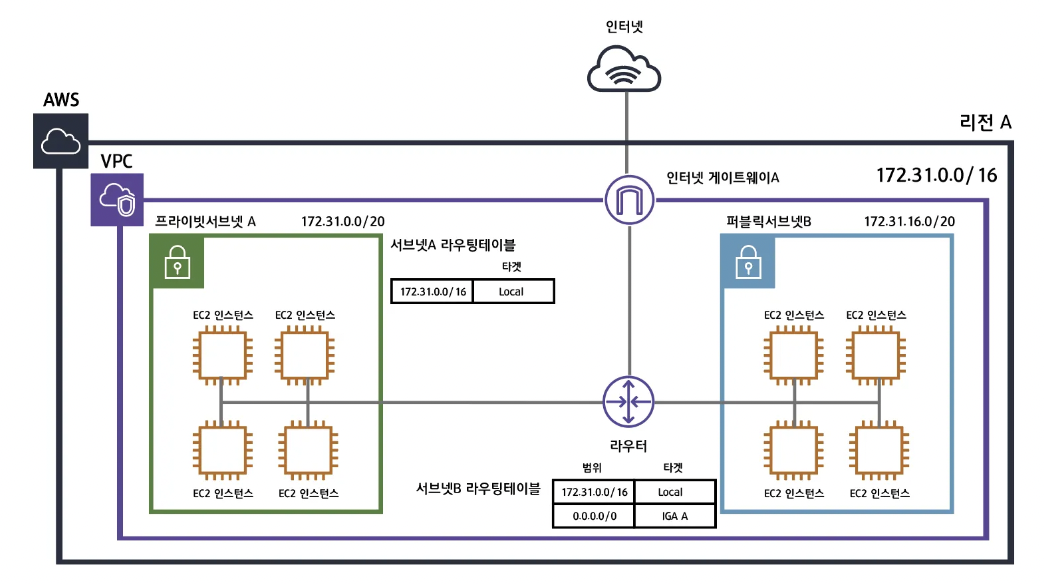 인터넷
AWS
리전 A
VPC
인터넷 게이트웨이A
172.31.0.0/ 16
프라이빗서브넷 A
172.31.0.0/20
퍼블릭서브넷B
172.31.16.0/20
서브넷A 라우팅테이블
타겟
172.31.0.0/ 16
Local
EC2 인스턴스
EC2 인스턴스
EC2 인스턴스
EC2 인스턴스
EC2 인스턴스
EC2 인스턴스
EC2 인스턴스
EC2 인스턴스
라우터
범위
타겟
서브넷B 라우팅테이블
172.31.0.0/16
Local
0.0.0.0/0
IGA A